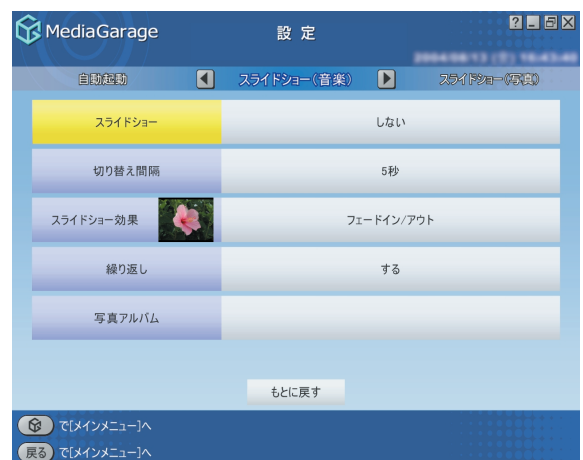 MediaGarage
設定
自動起動
スライドショー(音楽)
スライドショー(写真)
スライドショー
しない
切り替え間隔
5秒
スライドショー効果
フェードイン/アウト
繰り返し
する
写真アルバム
もとに戻す
で[メインメニュー]へ
戻る で[メインメニュー]へ